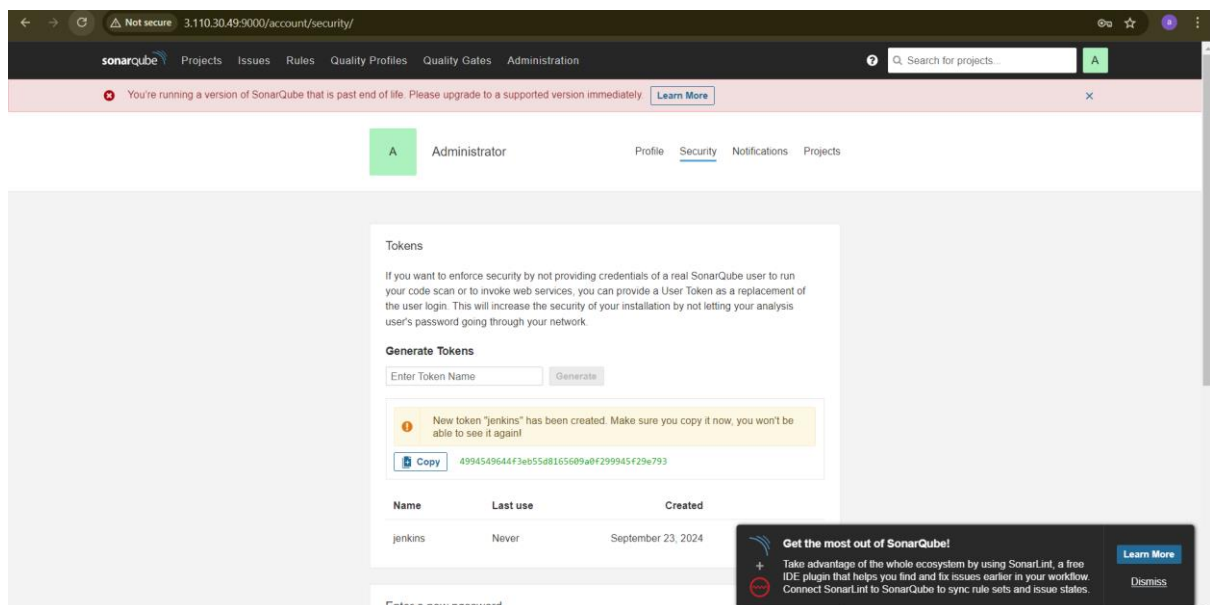 Not secure 3.110.30.49:9000/account/security/
sonarqube Projects Issues Rules Quality Profiles Quality Gates Administration Search for projects... A
You're running a version of SonarQube that is past end of life. Please upgrade to a supported version immediately. Learn More
A Administrator Profile Security Notifications Projects
Tokens
If you want to enforce security by not providing credentials of a real SonarQube user to run
your code scan or to invoke web services, you can provide a User Token as a replacement of
the user login. This will increase the security of your installation by not letting your analysis
user's password going through your network.
Generate Tokens
Enter Token Name Generate
New token "jenkins" has been created. Make sure you copy it now, you won't be
able to see it again!
Copy 4994549644f3eb55d8165609a0f299945f29e793
Name Last use Created
jenkins Never September 23, 2024
Get the most out of SonarQube!
Take advantage of the whole ecosystem by using SonarLint, a free
IDE plugin that helps you find and fix issues earlier in your workflow.
Connect SonarLint to SonarQube to sync rule sets and issue states.
Learn More
Dismiss